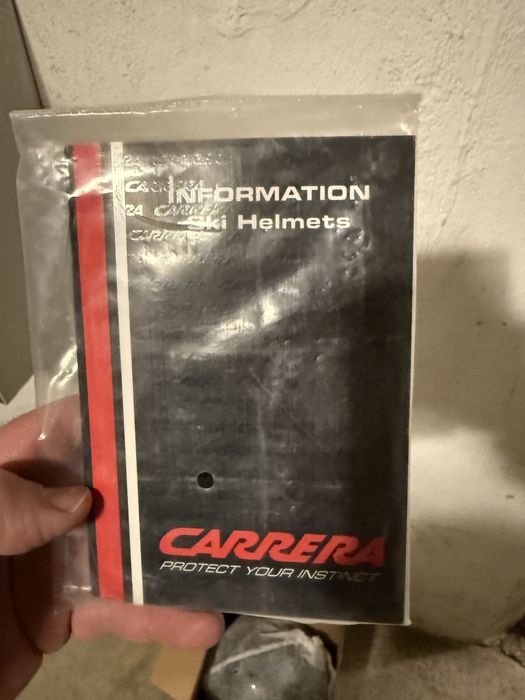 INFORMATION
Ski Helmets
CARRERA
PROTECT YOUR INSTINCT